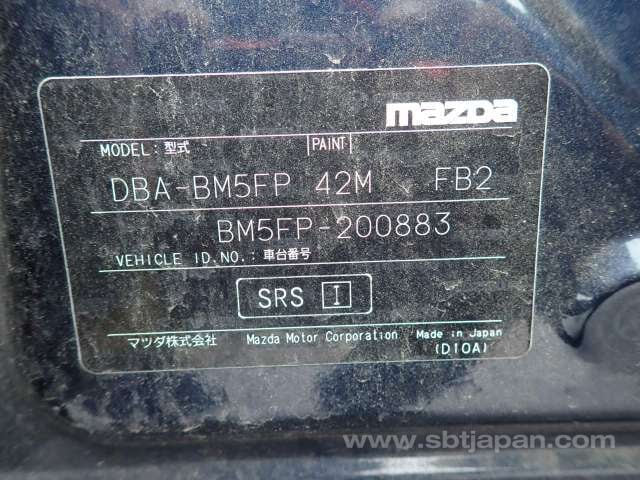 mazda
MODEL: 型式 PAINT
DBA-BM5FP 42M FB2
BM5FP-200883
VEHICLE ID.NO.: 車台番号
SRS I
マツダ株式会社 Mazda Motor Corporation Made in Japan
(D10A)
www.sbtjapan.com